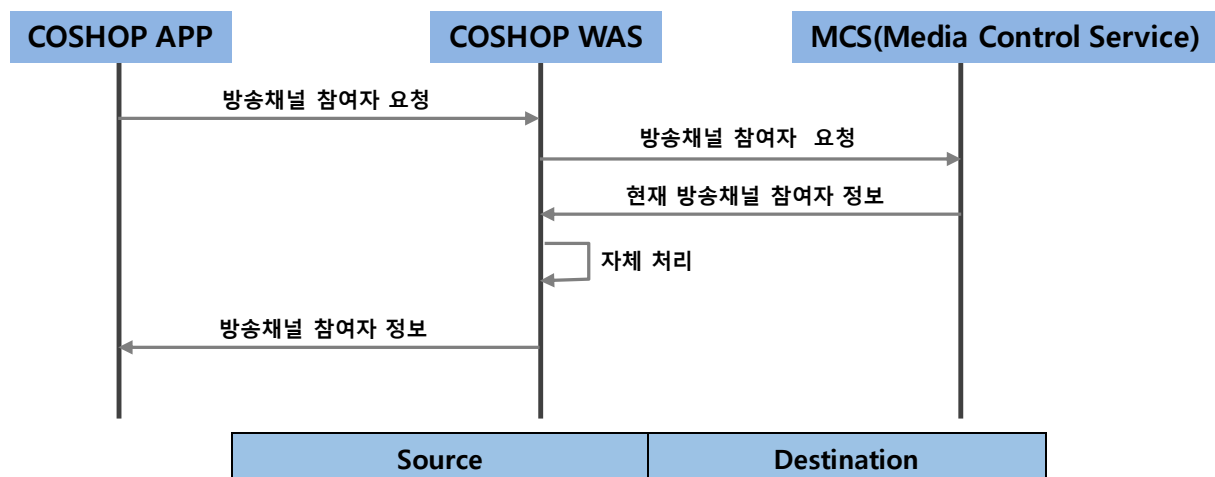 COSHOP APP
COSHOP WAS
MCS(Media Control Service)
방송채널 참여자 요청
방송채널 참여자 요청
현재 방송채널 참여자 정보
자체 처리
방송채널 참여자 정보
Source
Destination